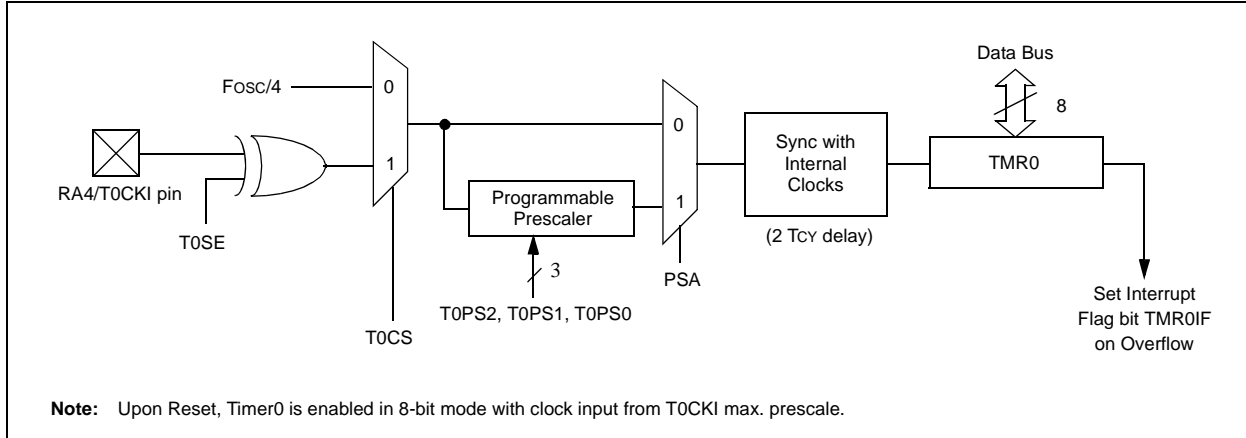 Data Bus
8
FOSC/4
0
1
RA4/T0CKI pin
T0SE
T0CS
Programmable
Prescaler
3
T0PS2, T0PS1, T0PS0
0
1
PSA
Sync with
Internal
Clocks
(2 TCY delay)
TMR0
Set Interrupt
Flag bit TMR0IF
on Overflow
Note: Upon Reset, Timer0 is enabled in 8-bit mode with clock input from T0CKI max. prescale.